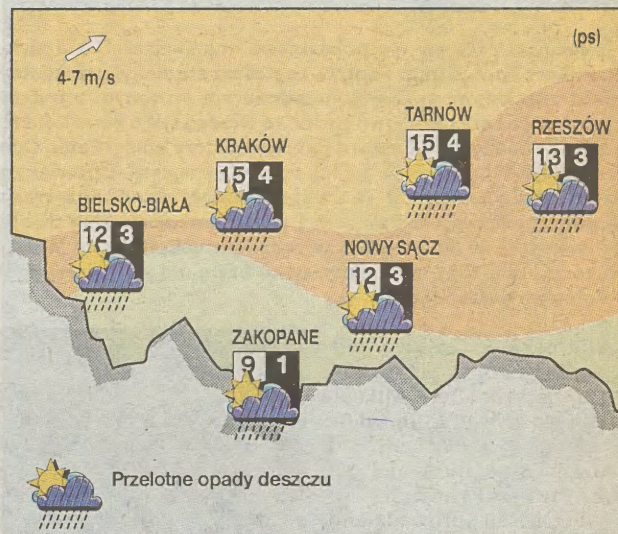 (ps)
4-7 m/s
TARNÓW
15 4
RZESZÓW
13 3
KRAKÓW
15 4
BIELSKO-BIAŁA
12 3
NOWY SĄCZ
12 3
ZAKOPANE
9 1
Przelotne opady deszczu